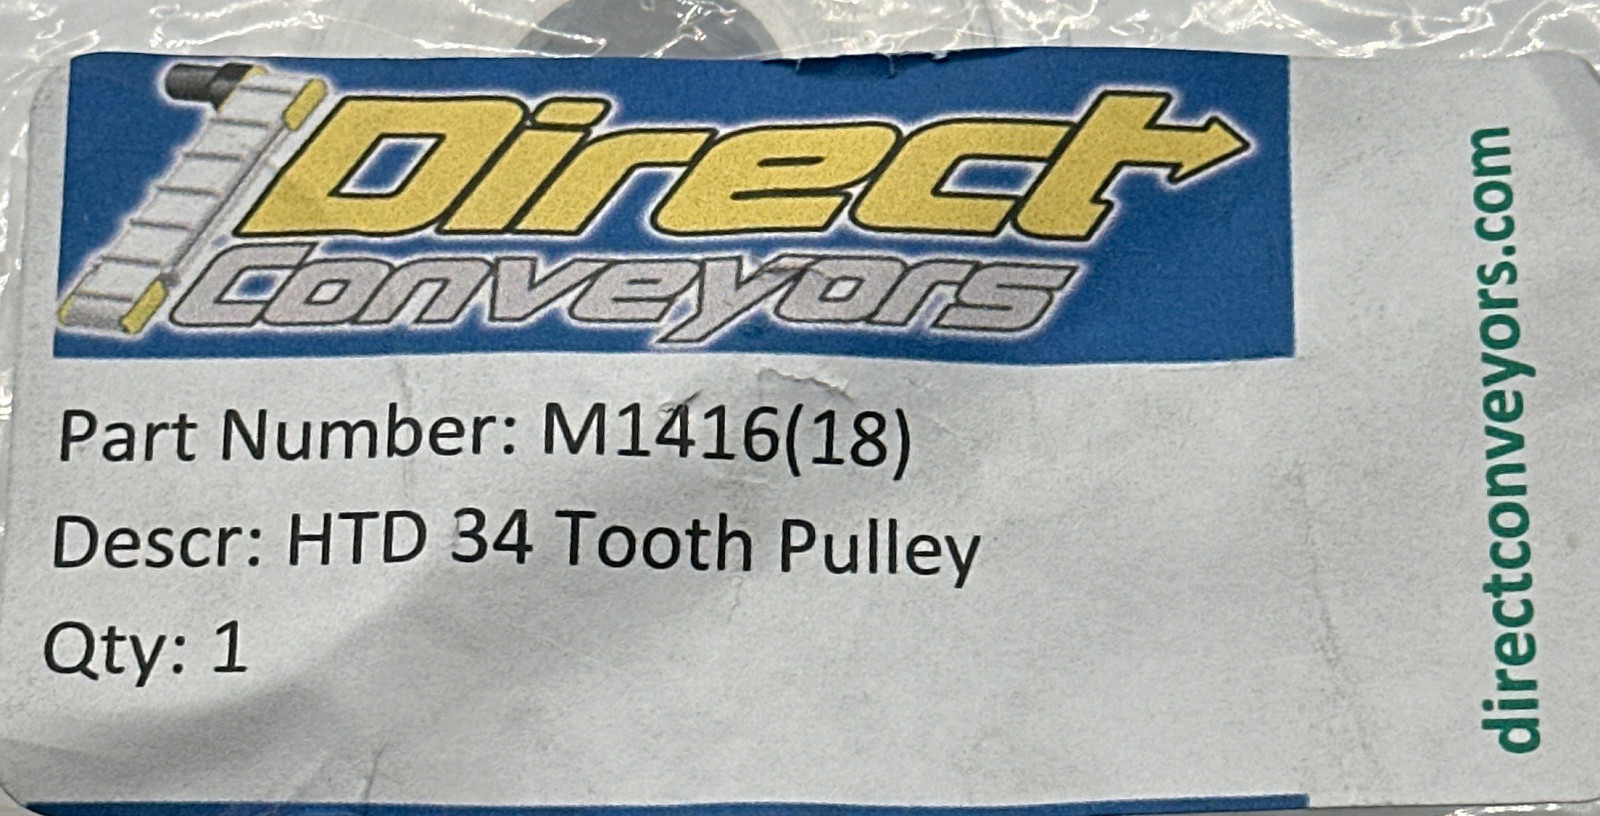 Direct
Conveyors
Part Number: M1416(18)
Descr: HTD 34 Tooth Pulley
Qty: 1
directconveyors.com